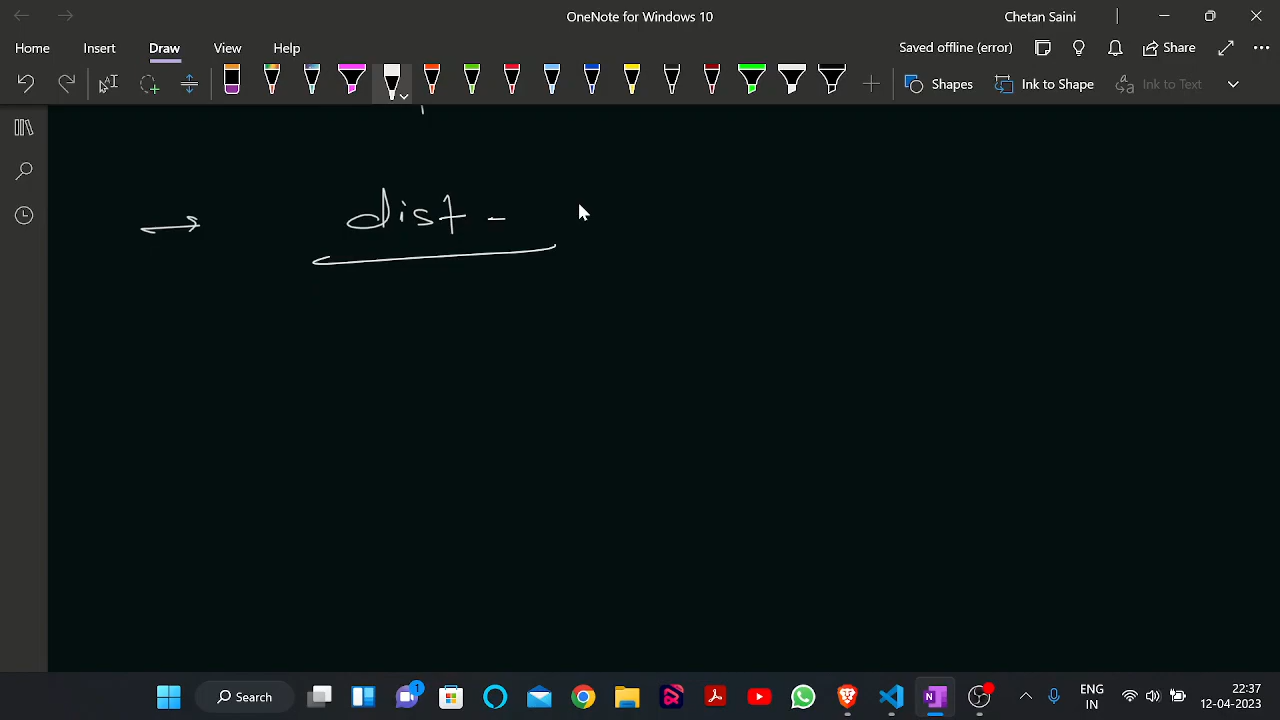 OneNote for Windows 10
Chetan Saini
Home Insert Draw View Help
Saved offline (error)
Share
Shapes
Ink to Shape
Ink to Text
→ dist -
Search
1
ENG
IN
22:37
12-04-2023